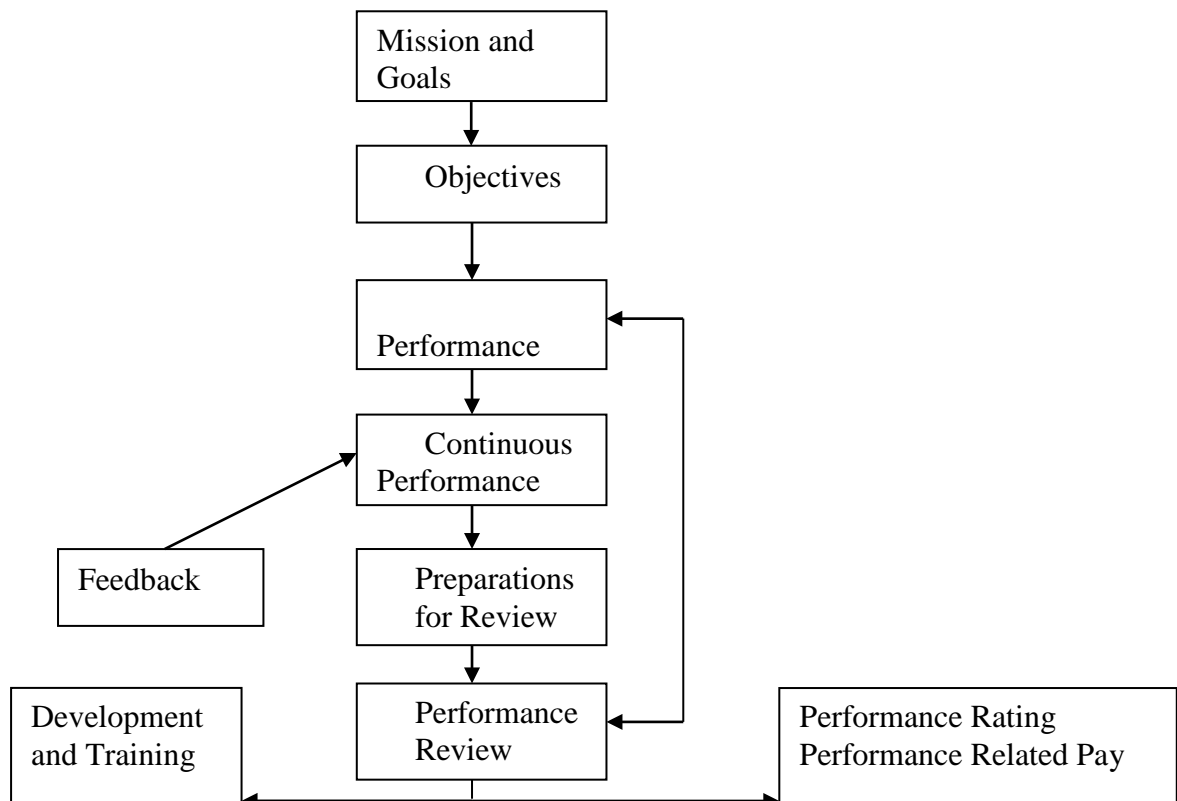 Mission and
Goals
Objectives
Performance
Continuous
Performance
Feedback
Preparations
for Review
Development
and Training
Performance
Review
Performance Rating
Performance Related Pay